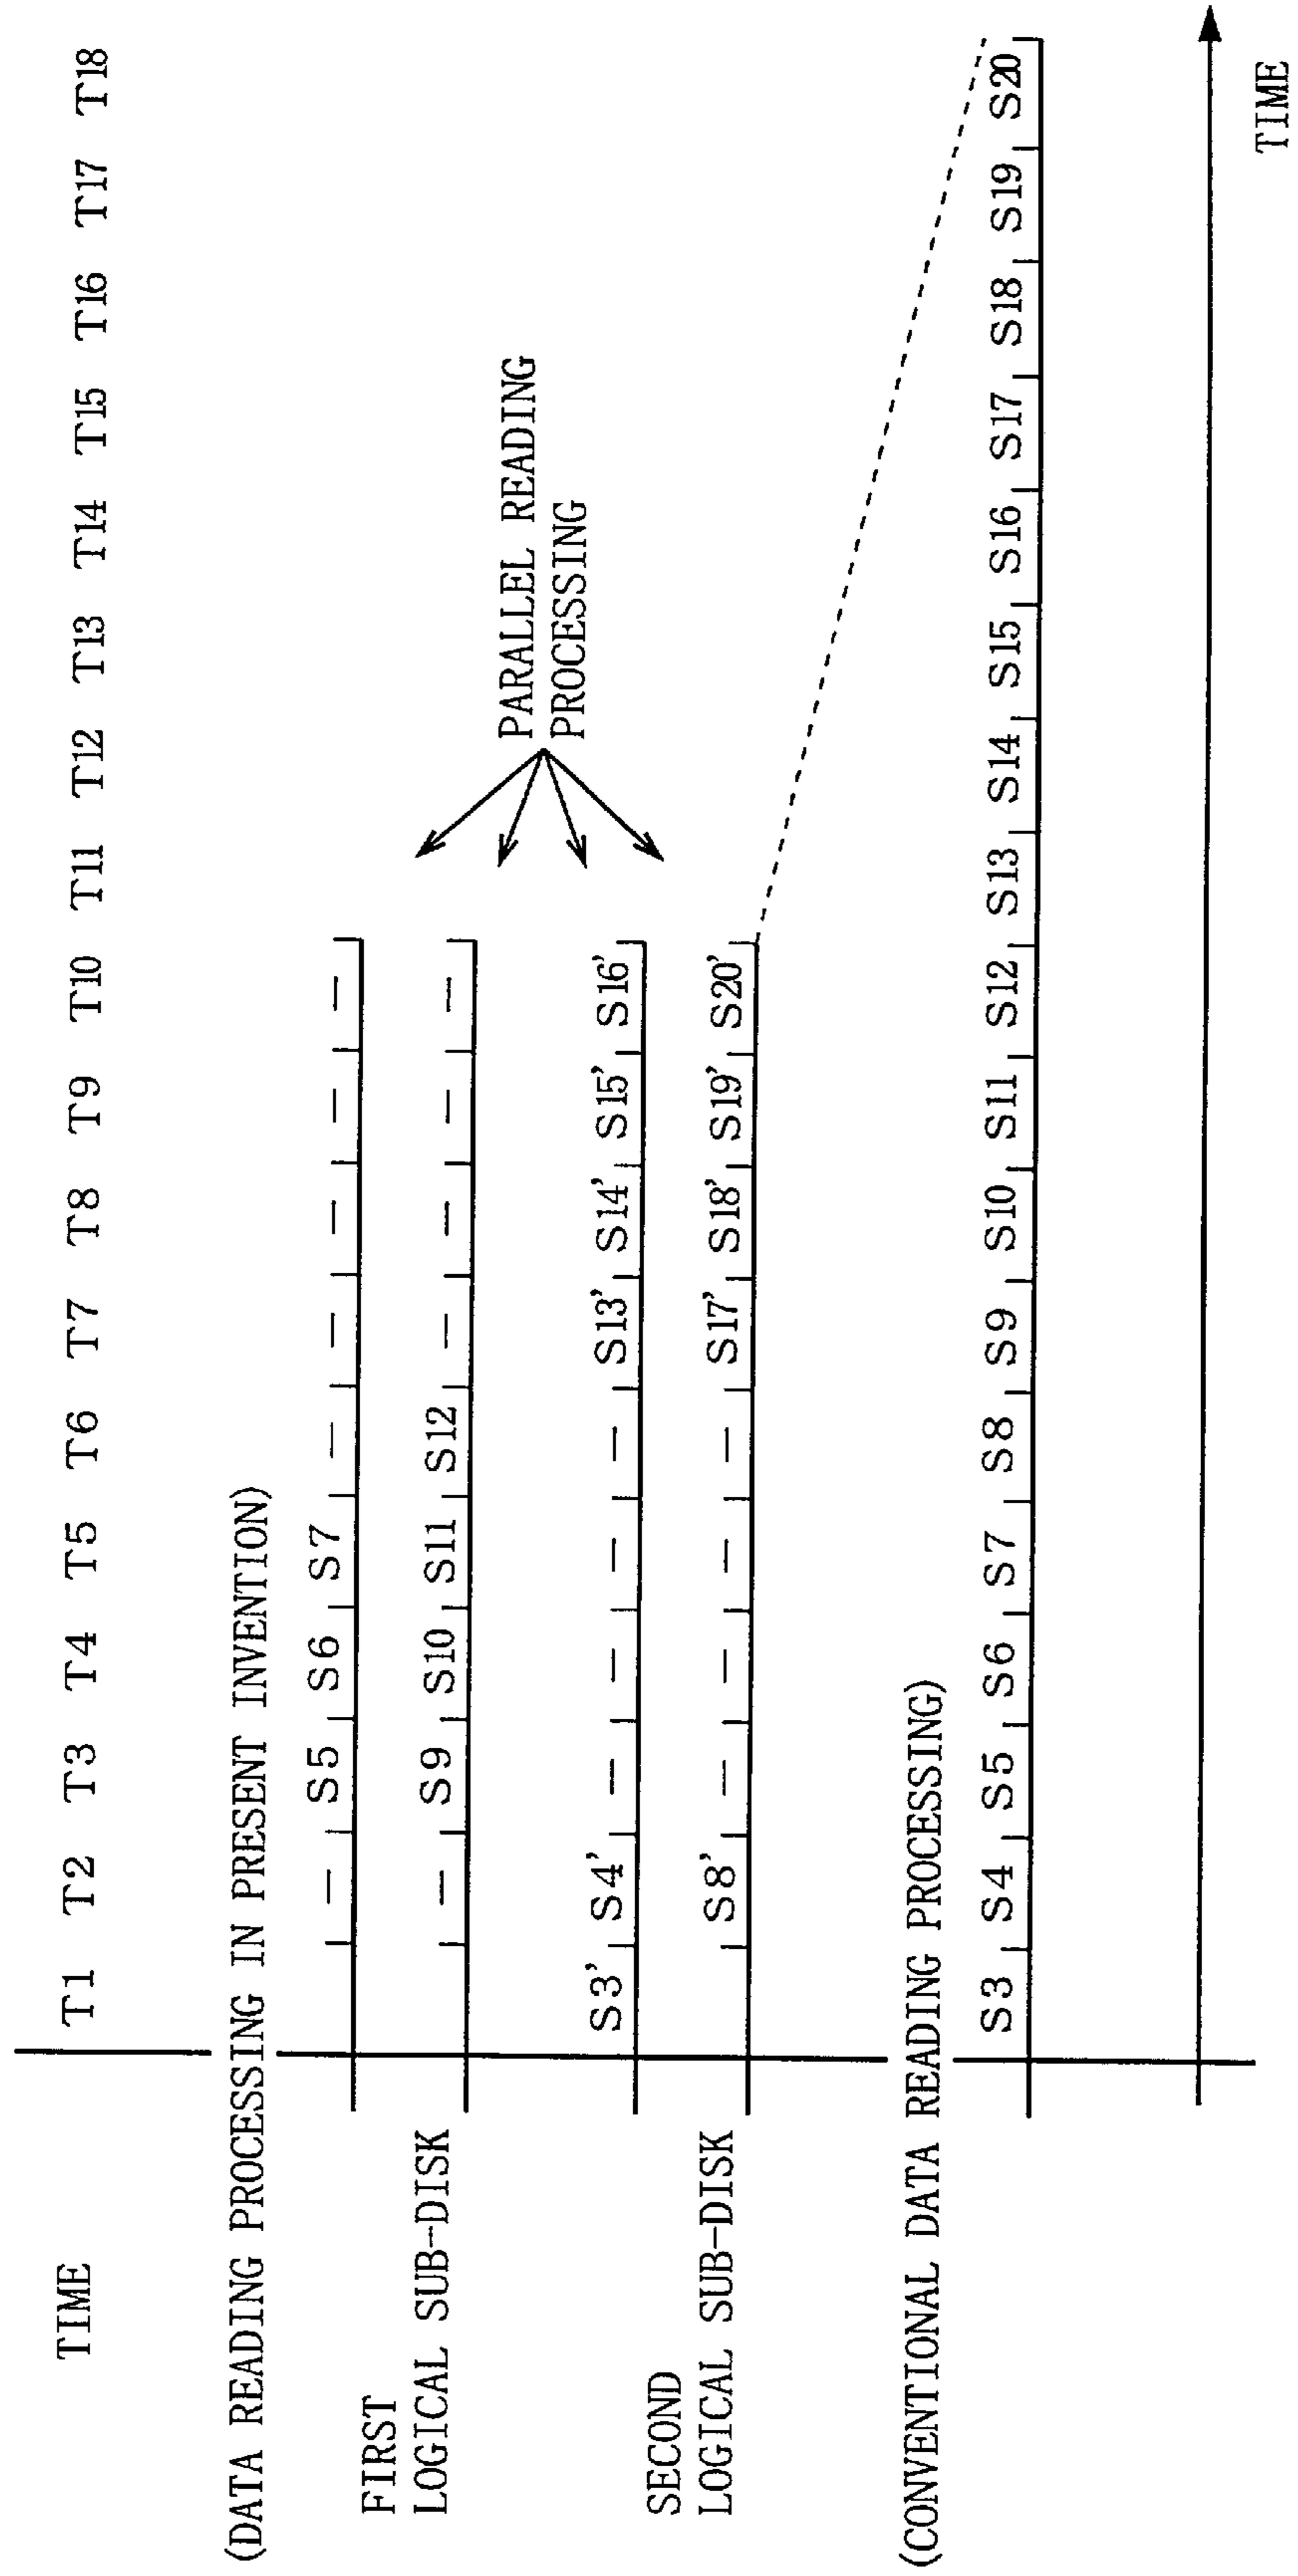 TIME T1 T2 T3 T4 T5 T6 T7 T8 T9 T10 T11 T12 T13 T14 T15 T16 T17 T18
(DATA READING PROCESSING IN PRESENT INVENTION)
— S5 S6 S7 — — — — —
FIRST
LOGICAL SUB-DISK
— S9 S10 S11 S12 — — — —
PARALLEL READING
PROCESSING
S3' S4' — — — — S13' S14' S15' S16'
SECOND
LOGICAL SUB-DISK
S8' — — — — S17' S18' S19' S20'
(CONVENTIONAL DATA READING PROCESSING)
S3 S4 S5 S6 S7 S8 S9 S10 S11 S12 S13 S14 S15 S16 S17 S18 S19 S20
TIME